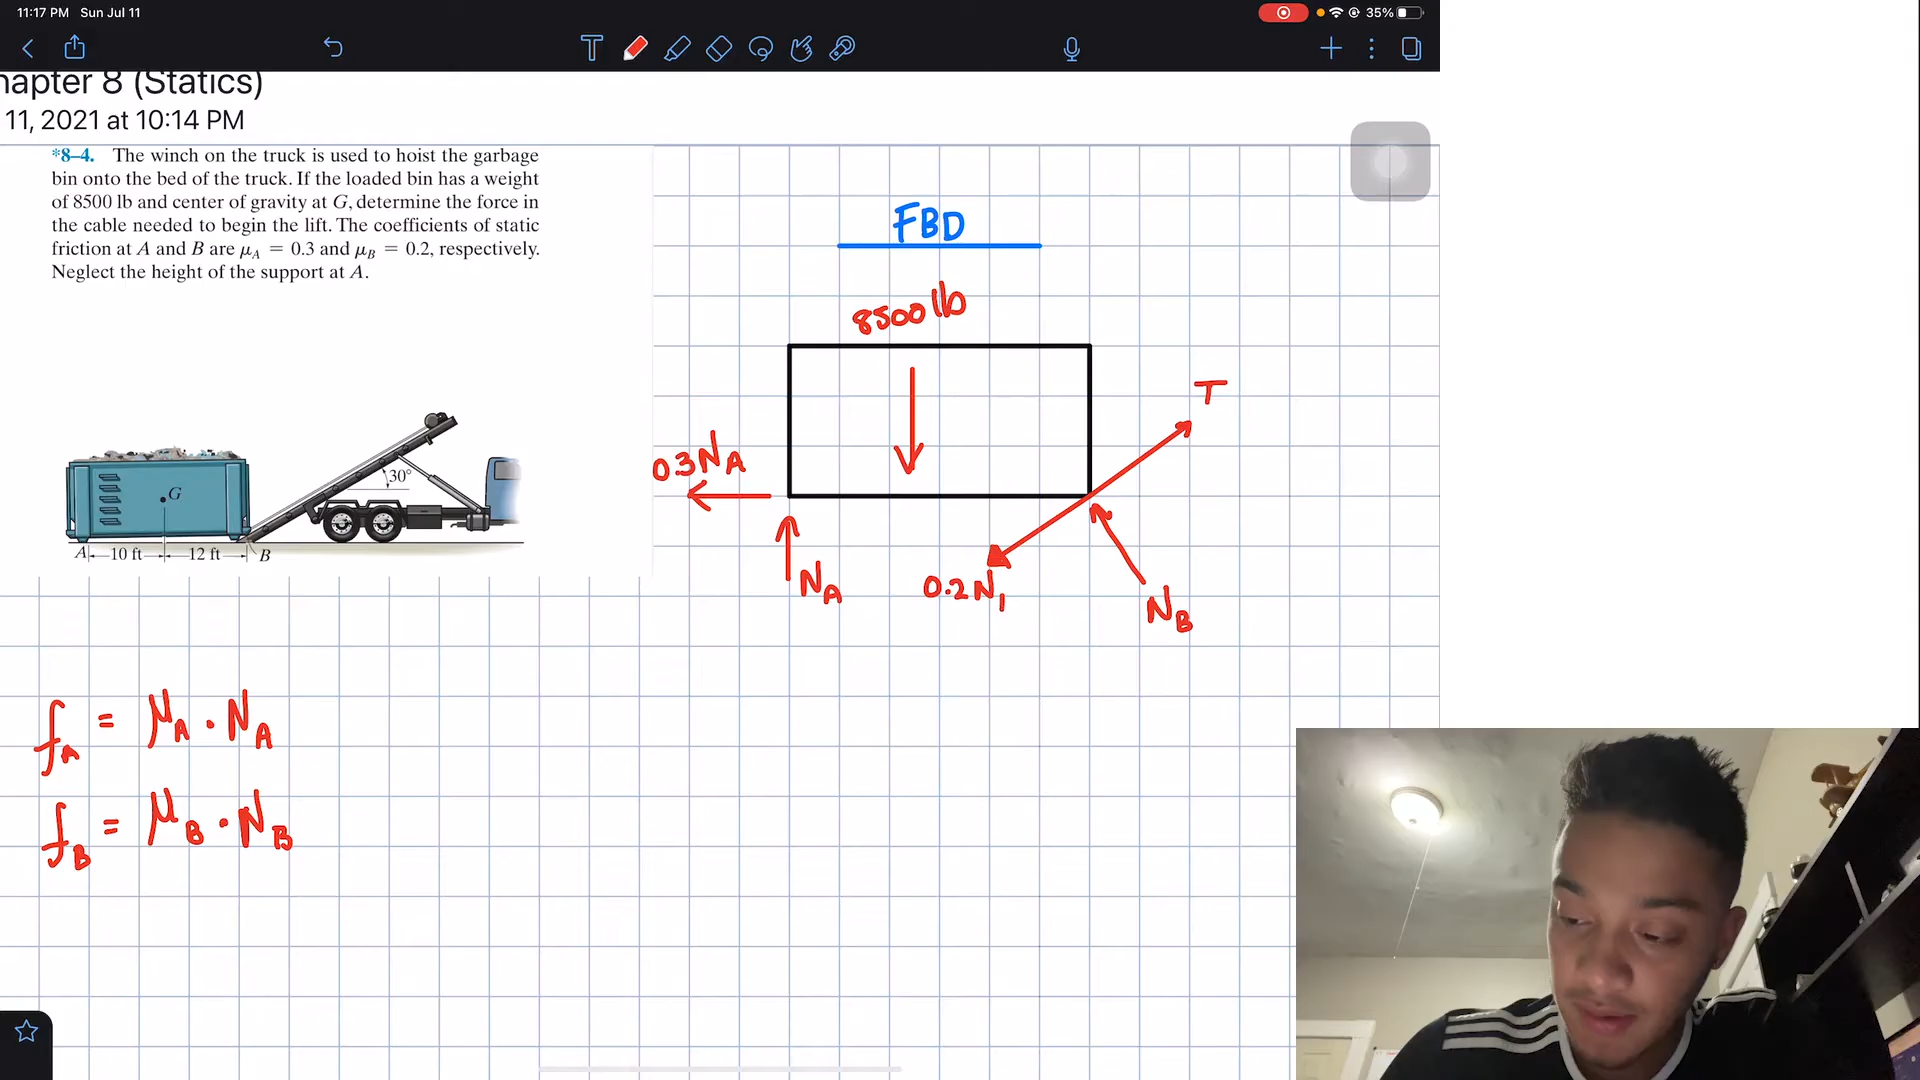 11:17 PM Sun Jul 11
35%
hapter 8 (Statics)
11, 2021 at 10:14 PM
*8–4. The winch on the truck is used to hoist the garbage
bin onto the bed of the truck. If the loaded bin has a weight
of 8500 lb and center of gravity at G, determine the force in
the cable needed to begin the lift. The coefficients of static
friction at A and B are μA = 0.3 and μB = 0.2, respectively.
Neglect the height of the support at A.
G
30°
A
10 ft
12 ft
B
FBD
8500 lb
T
0.3NA
NA
0.2N,
NB
fA = μA · NA
fB = μB · NB